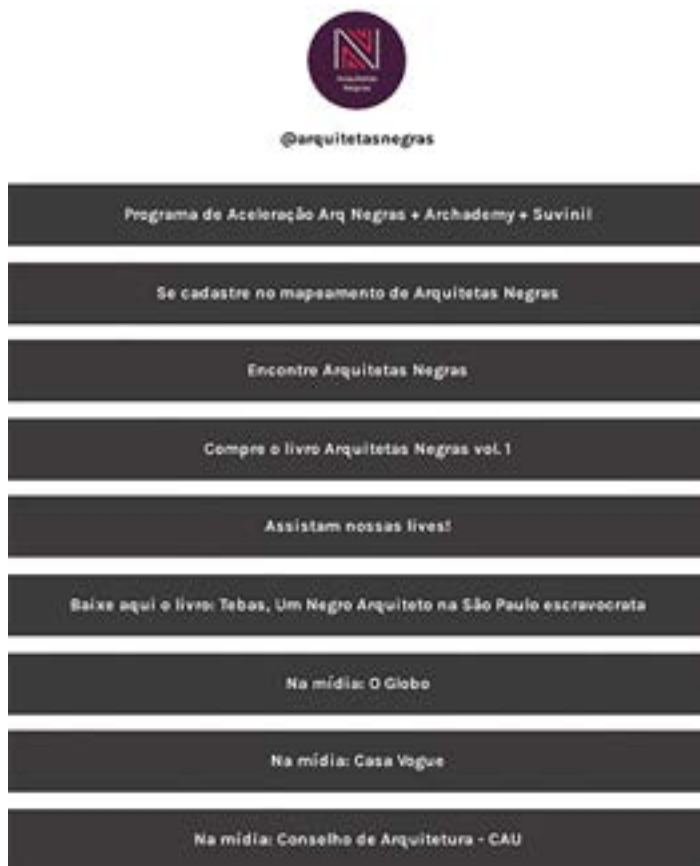 Arquitetas
Negras
@arquitetasnegras
Programa de Aceleração Arq Negras + Archademy + Suvinil
Se cadastre no mapeamento de Arquitetas Negras
Encontre Arquitetas Negras
Compre o livro Arquitetas Negras vol. 1
Assistam nossas lives!
Baixe aqui o livro: Tebas, Um Negro Arquiteto na São Paulo escravocrata
Na mídia: O Globo
Na mídia: Casa Vogue
Na mídia: Conselho de Arquitetura - CAU